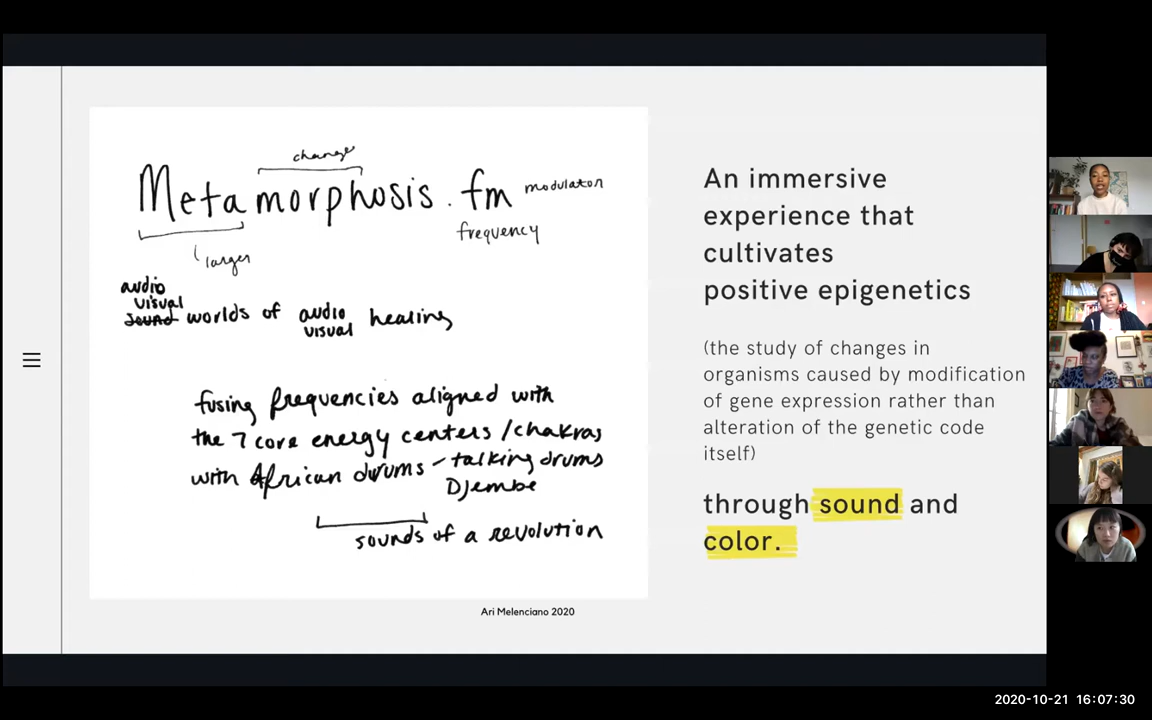 change
Metamorphosis.fm modulaton
frequency
larger
audio
visual
sound worlds of audio visual healing
fusing frequencies aligned with
the 7 core energy centers/chakras
with African drums - talking drums
Djembe
sounds of a revolution
Ari Melenciano 2020
An immersive
experience that
cultivates
positive epigenetics
(the study of changes in
organisms caused by modification
of gene expression rather than
alteration of the genetic code
itself)
through sound and
color.
2020-10-21 16:07:30